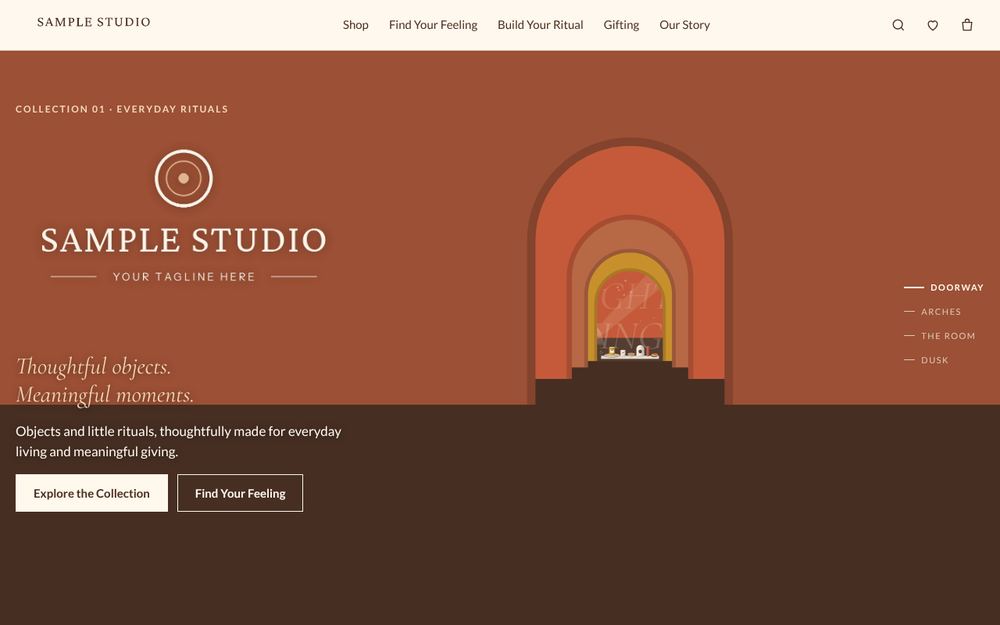 SAMPLE STUDIO
Shop
Find Your Feeling
Build Your Ritual
Gifting
Our Story
COLLECTION 01 · EVERYDAY RITUALS
SAMPLE STUDIO
YOUR TAGLINE HERE
DOORWAY
ARCHES
THE ROOM
DUSK
Thoughtful objects.
Meaningful moments.
Objects and little rituals, thoughtfully made for everyday
living and meaningful giving.
Explore the Collection
Find Your Feeling